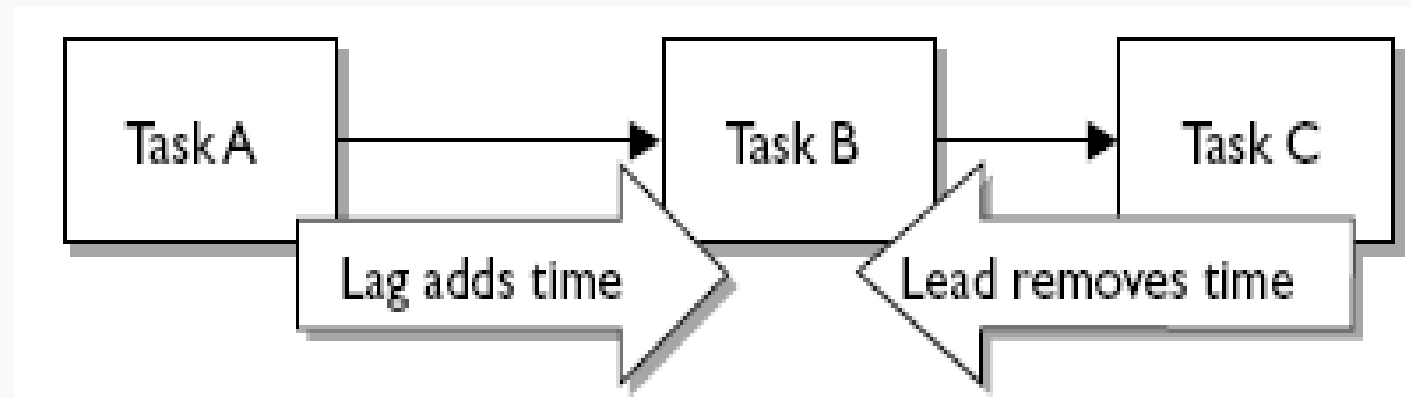 Task A
Task B
Task C
Lag adds time
Lead removes time